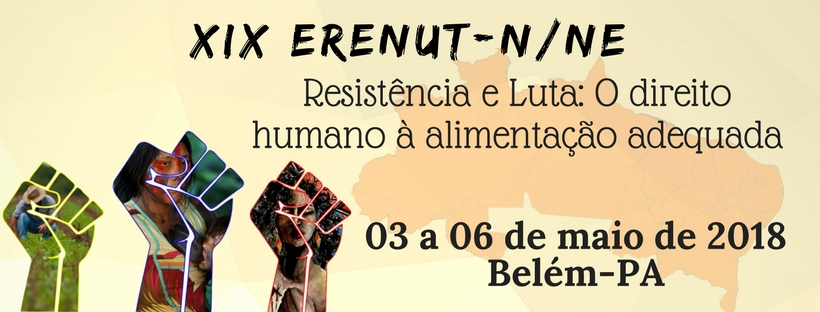 XIX ERENUT-N/NE
Resistência e Luta: O direito
humano à alimentação adequada
03 a 06 de maio de 2018
Belém-PA